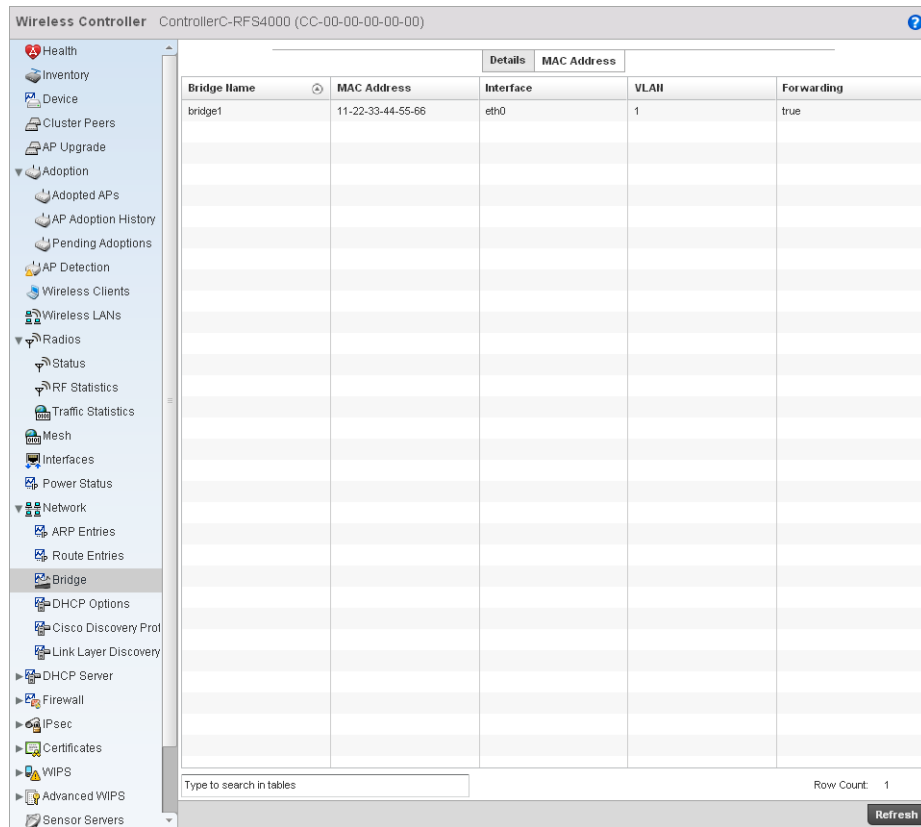 Wireless Controller ControllerC-RFS4000 (CC-00-00-00-00-00)
?
Health
Inventory
Device
Cluster Peers
AP Upgrade
Adoption
Adopted APs
AP Adoption History
Pending Adoptions
AP Detection
Wireless Clients
Wireless LANs
Radios
Status
RF Statistics
Traffic Statistics
Mesh
Interfaces
Power Status
Network
ARP Entries
Route Entries
Bridge
DHCP Options
Cisco Discovery Prot
Link Layer Discovery
DHCP Server
Firewall
IPsec
Certificates
WIPS
Advanced WIPS
Sensor Servers
Details MAC Address
Bridge Name MAC Address Interface VLAN Forwarding
bridge1 11-22-33-44-55-66 eth0 1 true
Type to search in tables Row Count: 1
Refresh